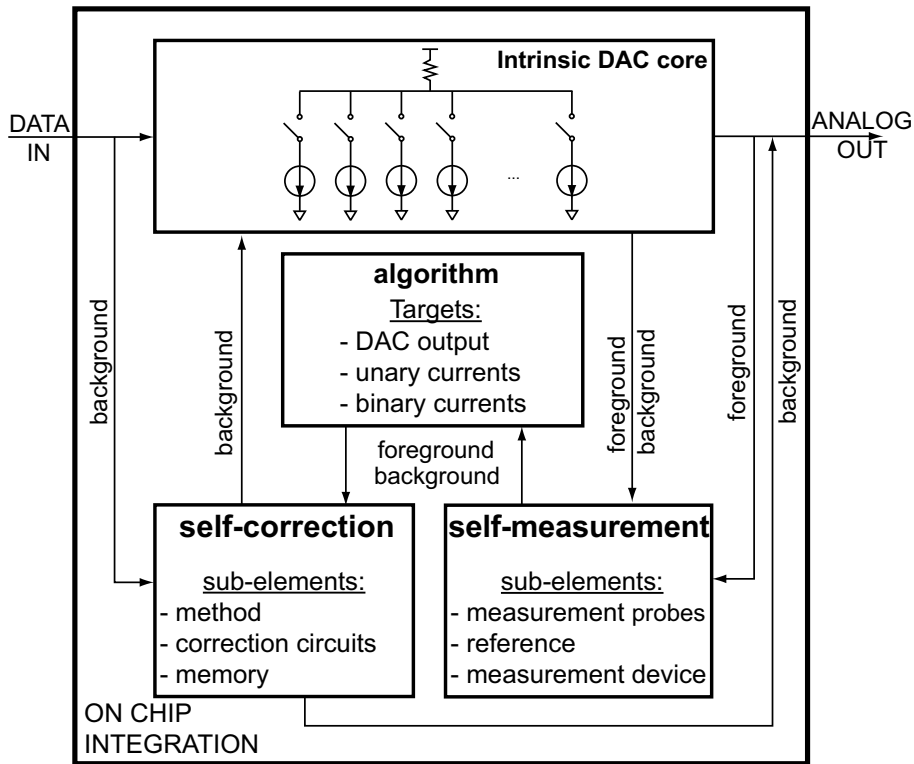 Intrinsic DAC core
DATA
IN
ANALOG
OUT
...
algorithm
Targets:
- DAC output
- unary currents
- binary currents
background
background
foreground
background
foreground
background
foreground
background
self-correction
sub-elements:
- method
- correction circuits
- memory
self-measurement
sub-elements:
- measurement probes
- reference
- measurement device
ON CHIP
INTEGRATION